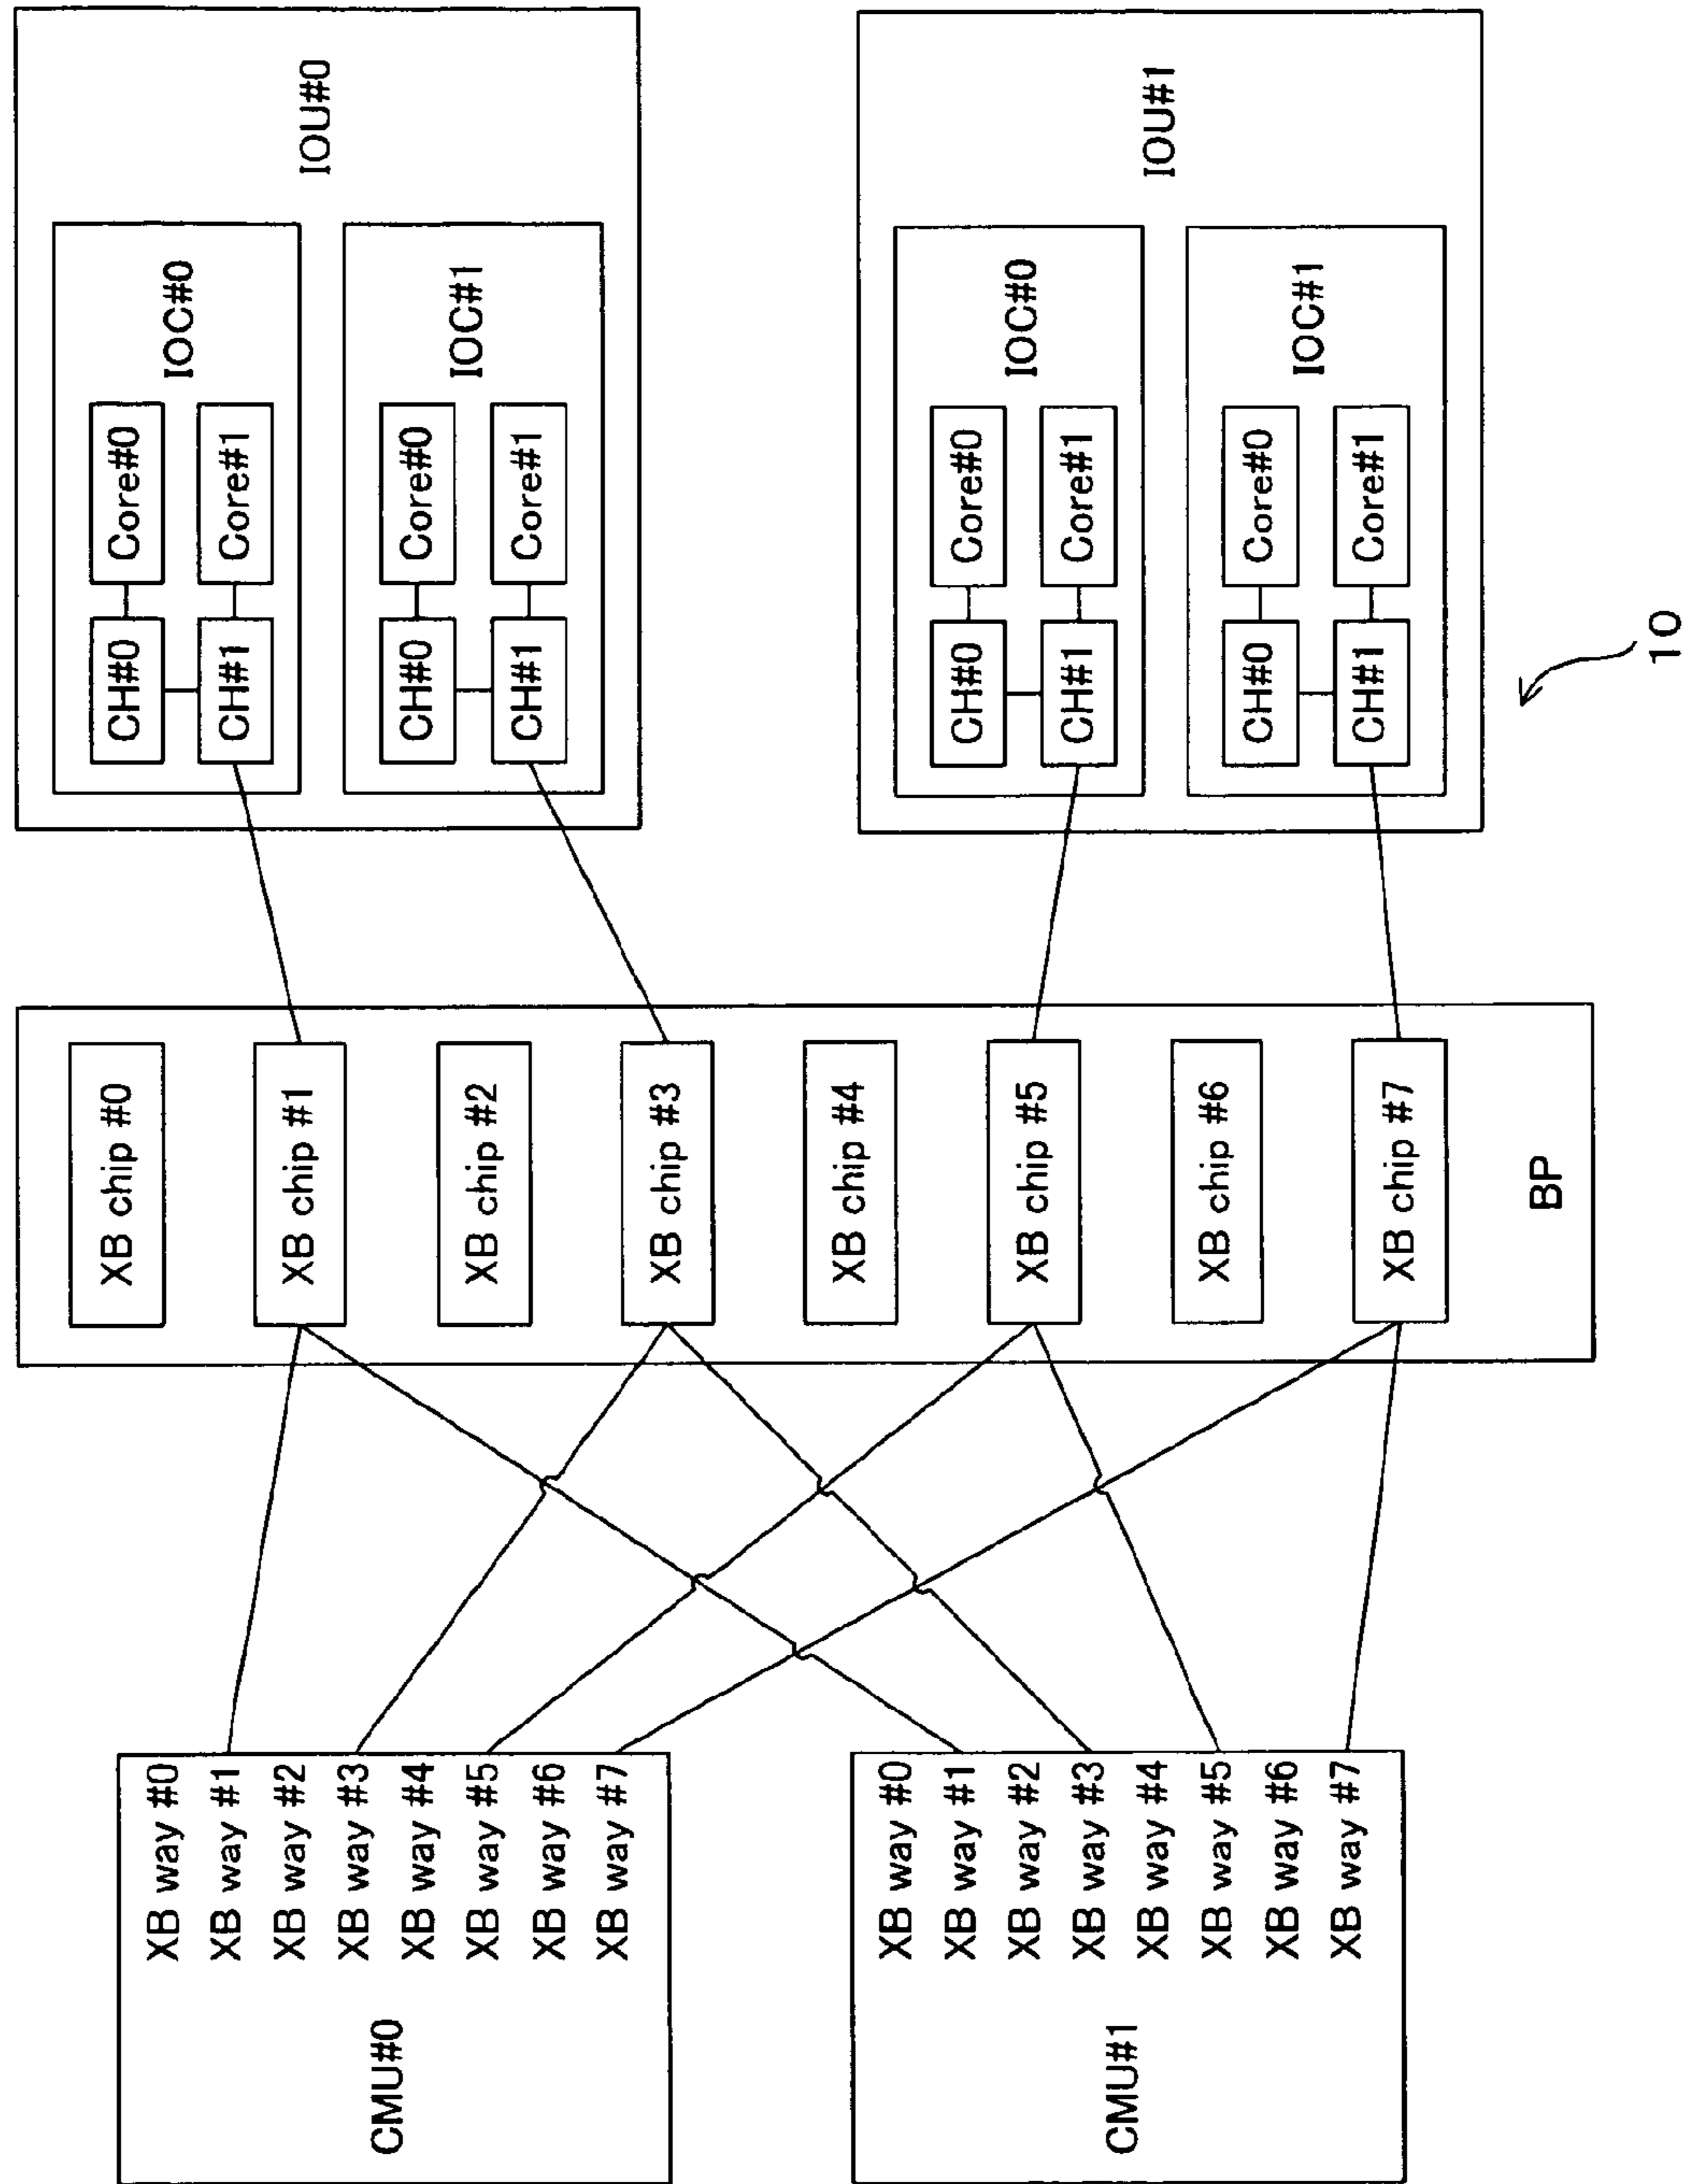 CMU#0
XB way #0
XB way #1
XB way #2
XB way #3
XB way #4
XB way #5
XB way #6
XB way #7
CMU#1
XB way #0
XB way #1
XB way #2
XB way #3
XB way #4
XB way #5
XB way #6
XB way #7
XB chip #0
XB chip #1
XB chip #2
XB chip #3
XB chip #4
XB chip #5
XB chip #6
XB chip #7
BP
CH#0
Core#0
CH#1
Core#1
IOC#0
CH#0
Core#0
CH#1
Core#1
IOC#1
IOU#0
CH#0
Core#0
CH#1
Core#1
IOC#0
CH#0
Core#0
CH#1
Core#1
IOC#1
IOU#1
10